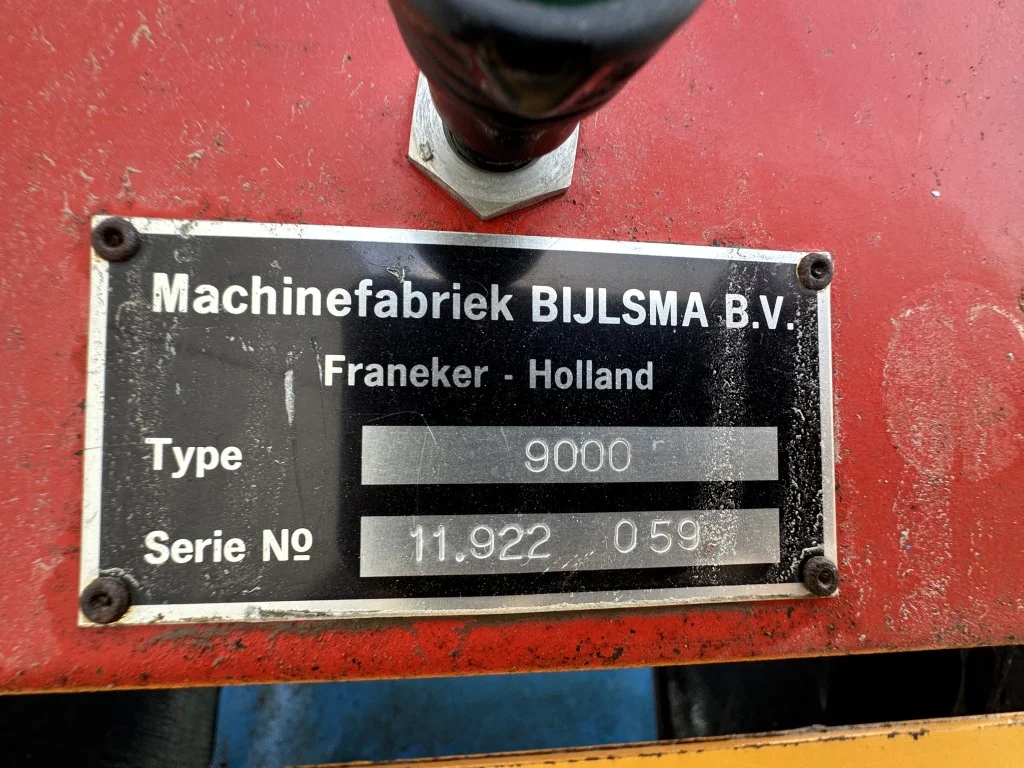 Machinefabriek BIJLSMA B.V.
Franeker - Holland
Type 9000
Serie Nº 11.922 059